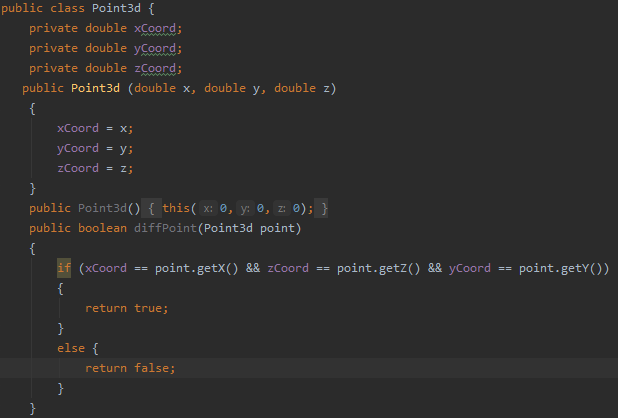 public class Point3d {
private double xCoord;
private double yCoord;
private double zCoord;
public Point3d (double x, double y, double z)
{
xCoord = x;
yCoord = y;
zCoord = z;
}
public Point3d() { this( x: 0, y: 0, z: 0); }
public boolean diffPoint(Point3d point)
{
if (xCoord == point.getX() && zCoord == point.getZ() && yCoord == point.getY())
{
return true;
}
else {
return false;
}
}